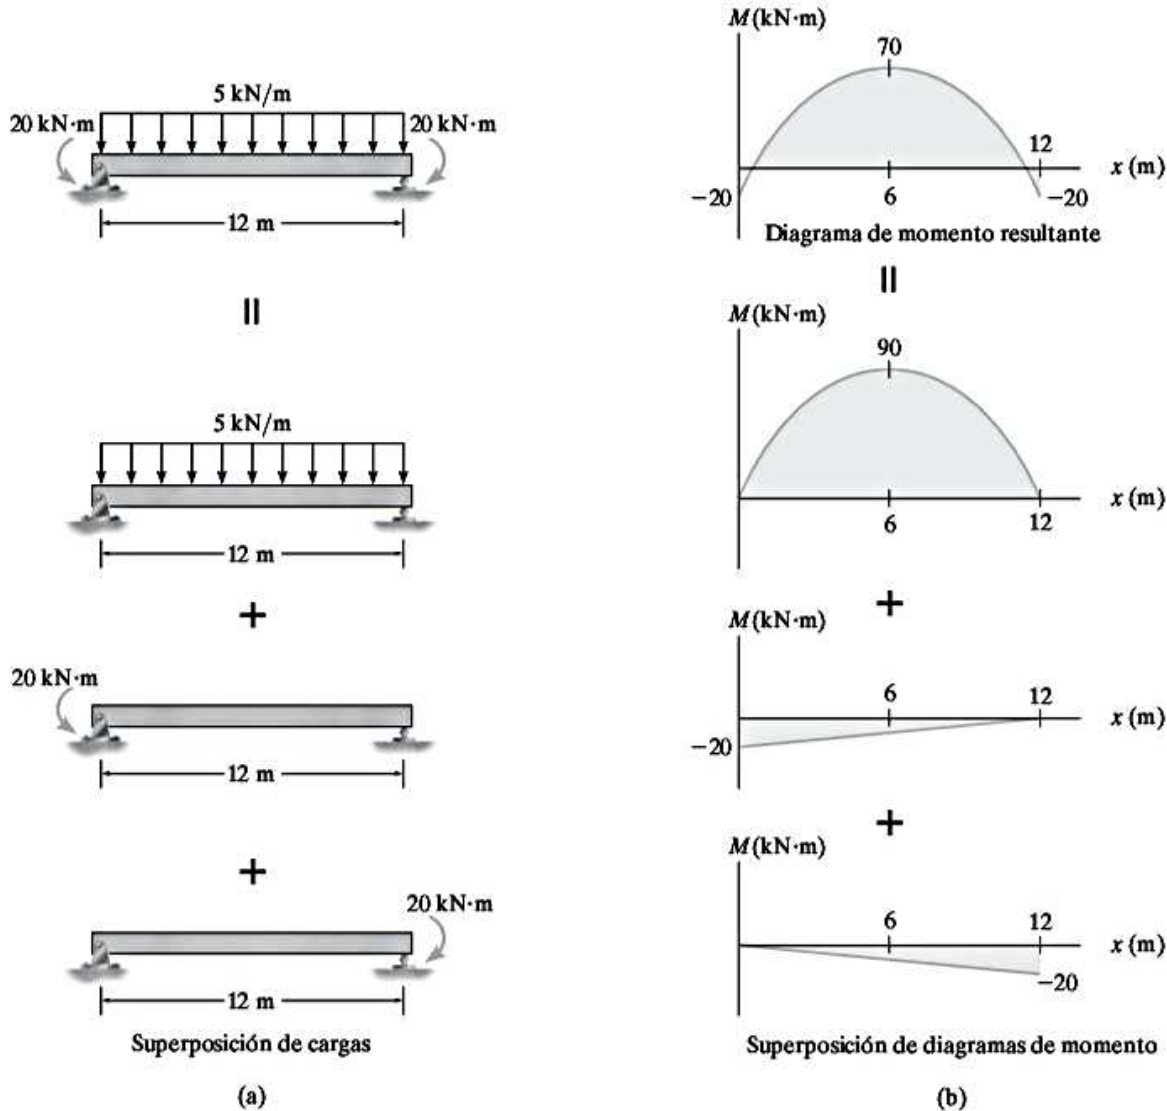 5 kN/m
20 kN·m
20 kN·m
12 m
=
5 kN/m
12 m
+
20 kN·m
12 m
+
20 kN·m
12 m
Superposición de cargas
(a)
M (kN·m)
70
12
x (m)
−20
6
−20
Diagrama de momento resultante
=
M (kN·m)
90
x (m)
6
12
+
M (kN·m)
6
12
x (m)
−20
+
M (kN·m)
6
12
x (m)
−20
Superposición de diagramas de momento
(b)